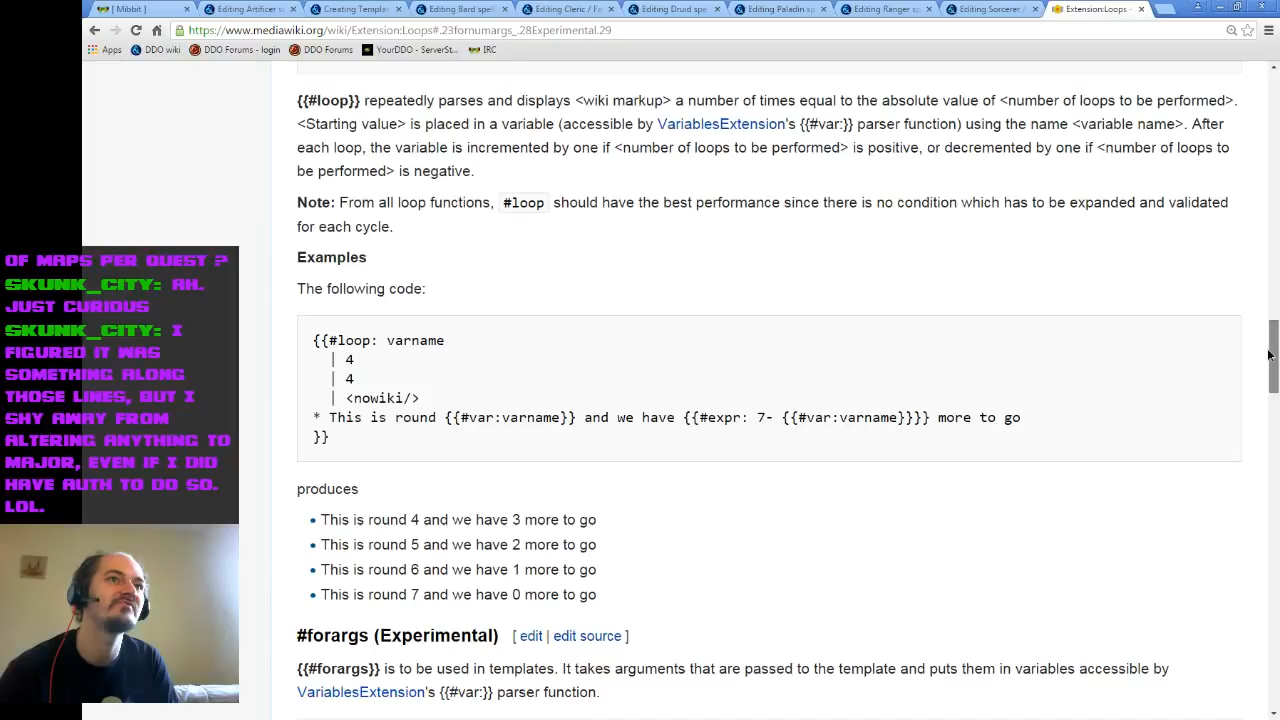 [ Mibbit ]
Editing Artificer s
Creating Templat
Editing Bard spell
Editing Cleric / Fa
Editing Druid spe
Editing Paladin sp
Editing Ranger sp
Editing Sorcerer /
Extension:Loops -
https://www.mediawiki.org/wiki/Extension:Loops#.23fornumargs_.28Experimental.29
Apps DDO wiki DDO Forums - login DDO Forums YourDDO - ServerSt... IRC
{{#loop}} repeatedly parses and displays <wiki markup> a number of times equal to the absolute value of <number of loops to be performed>.
<Starting value> is placed in a variable (accessible by VariablesExtension's {{#var:}} parser function) using the name <variable name>. After
each loop, the variable is incremented by one if <number of loops to be performed> is positive, or decremented by one if <number of loops to
be performed> is negative.
Note: From all loop functions, #loop should have the best performance since there is no condition which has to be expanded and validated
for each cycle.
Examples
The following code:
{{#loop: varname
| 4
| 4
| <nowiki/>
* This is round {{#var:varname}} and we have {{#expr: 7- {{#var:varname}}}} more to go
}}
produces
• This is round 4 and we have 3 more to go
• This is round 5 and we have 2 more to go
• This is round 6 and we have 1 more to go
• This is round 7 and we have 0 more to go
#forargs (Experimental) [ edit | edit source ]
{{#forargs}} is to be used in templates. It takes arguments that are passed to the template and puts them in variables accessible by
VariablesExtension's {{#var:}} parser function.
OF MAPS PER QUEST ?
SKUNK_CITY: AH.
JUST CURIOUS
SKUNK_CITY: I
FIGURED IT WAS
SOMETHING ALONG
THOSE LINES, BUT I
SHY AWAY FROM
ALTERING ANYTHING TO
MAJOR, EVEN IF I DID
HAVE AUTH TO DO SO.
LOL.